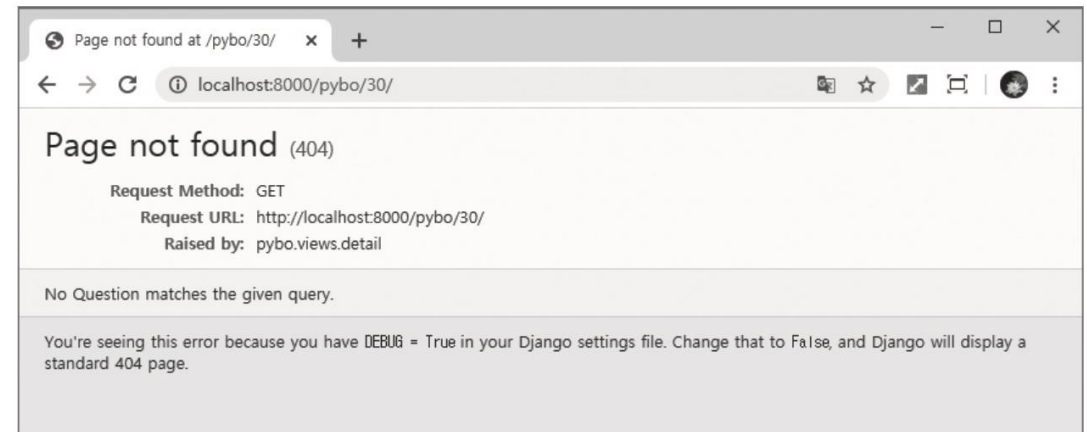 Page not found at /pybo/30/
localhost:8000/pybo/30/
Page not found (404)
Request Method: GET
Request URL: http://localhost:8000/pybo/30/
Raised by: pybo.views.detail
No Question matches the given query.
You're seeing this error because you have DEBUG = True in your Django settings file. Change that to False, and Django will display a
standard 404 page.